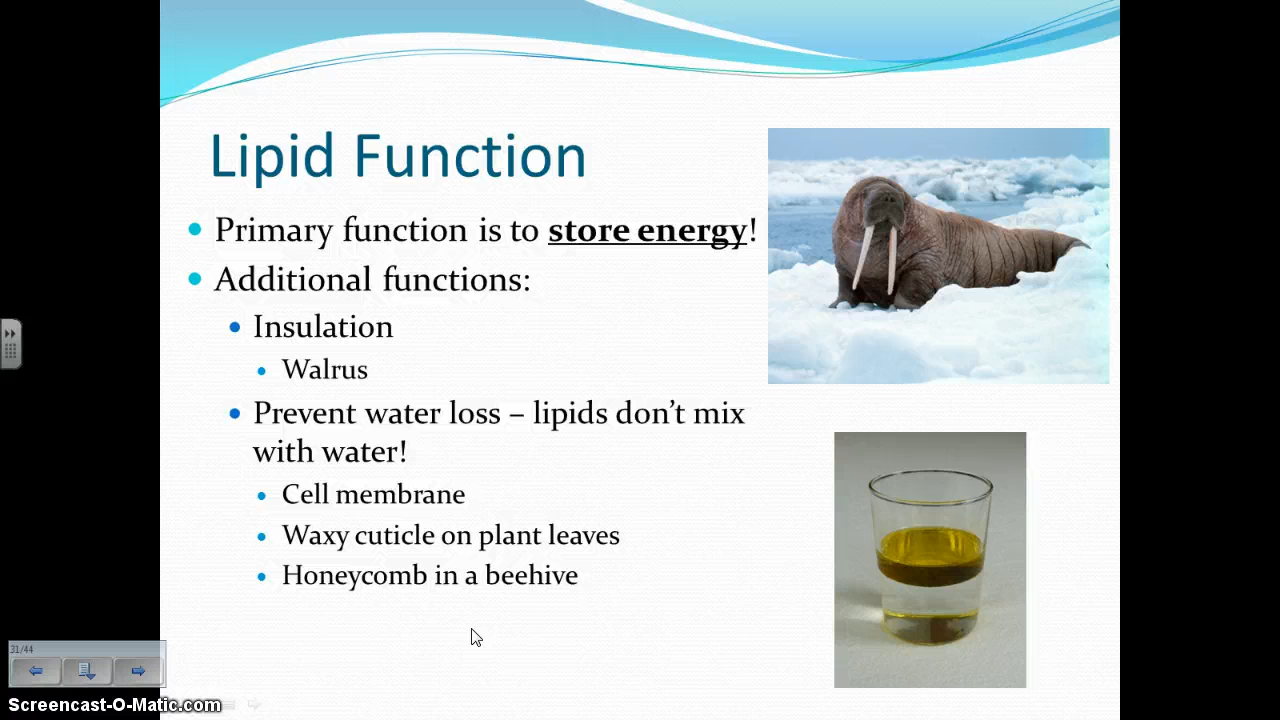 Lipid Function
Primary function is to store energy!
Additional functions:
Insulation
Walrus
Prevent water loss – lipids don’t mix
with water!
Cell membrane
Waxy cuticle on plant leaves
Honeycomb in a beehive
31/44
Screencast-O-Matic.com